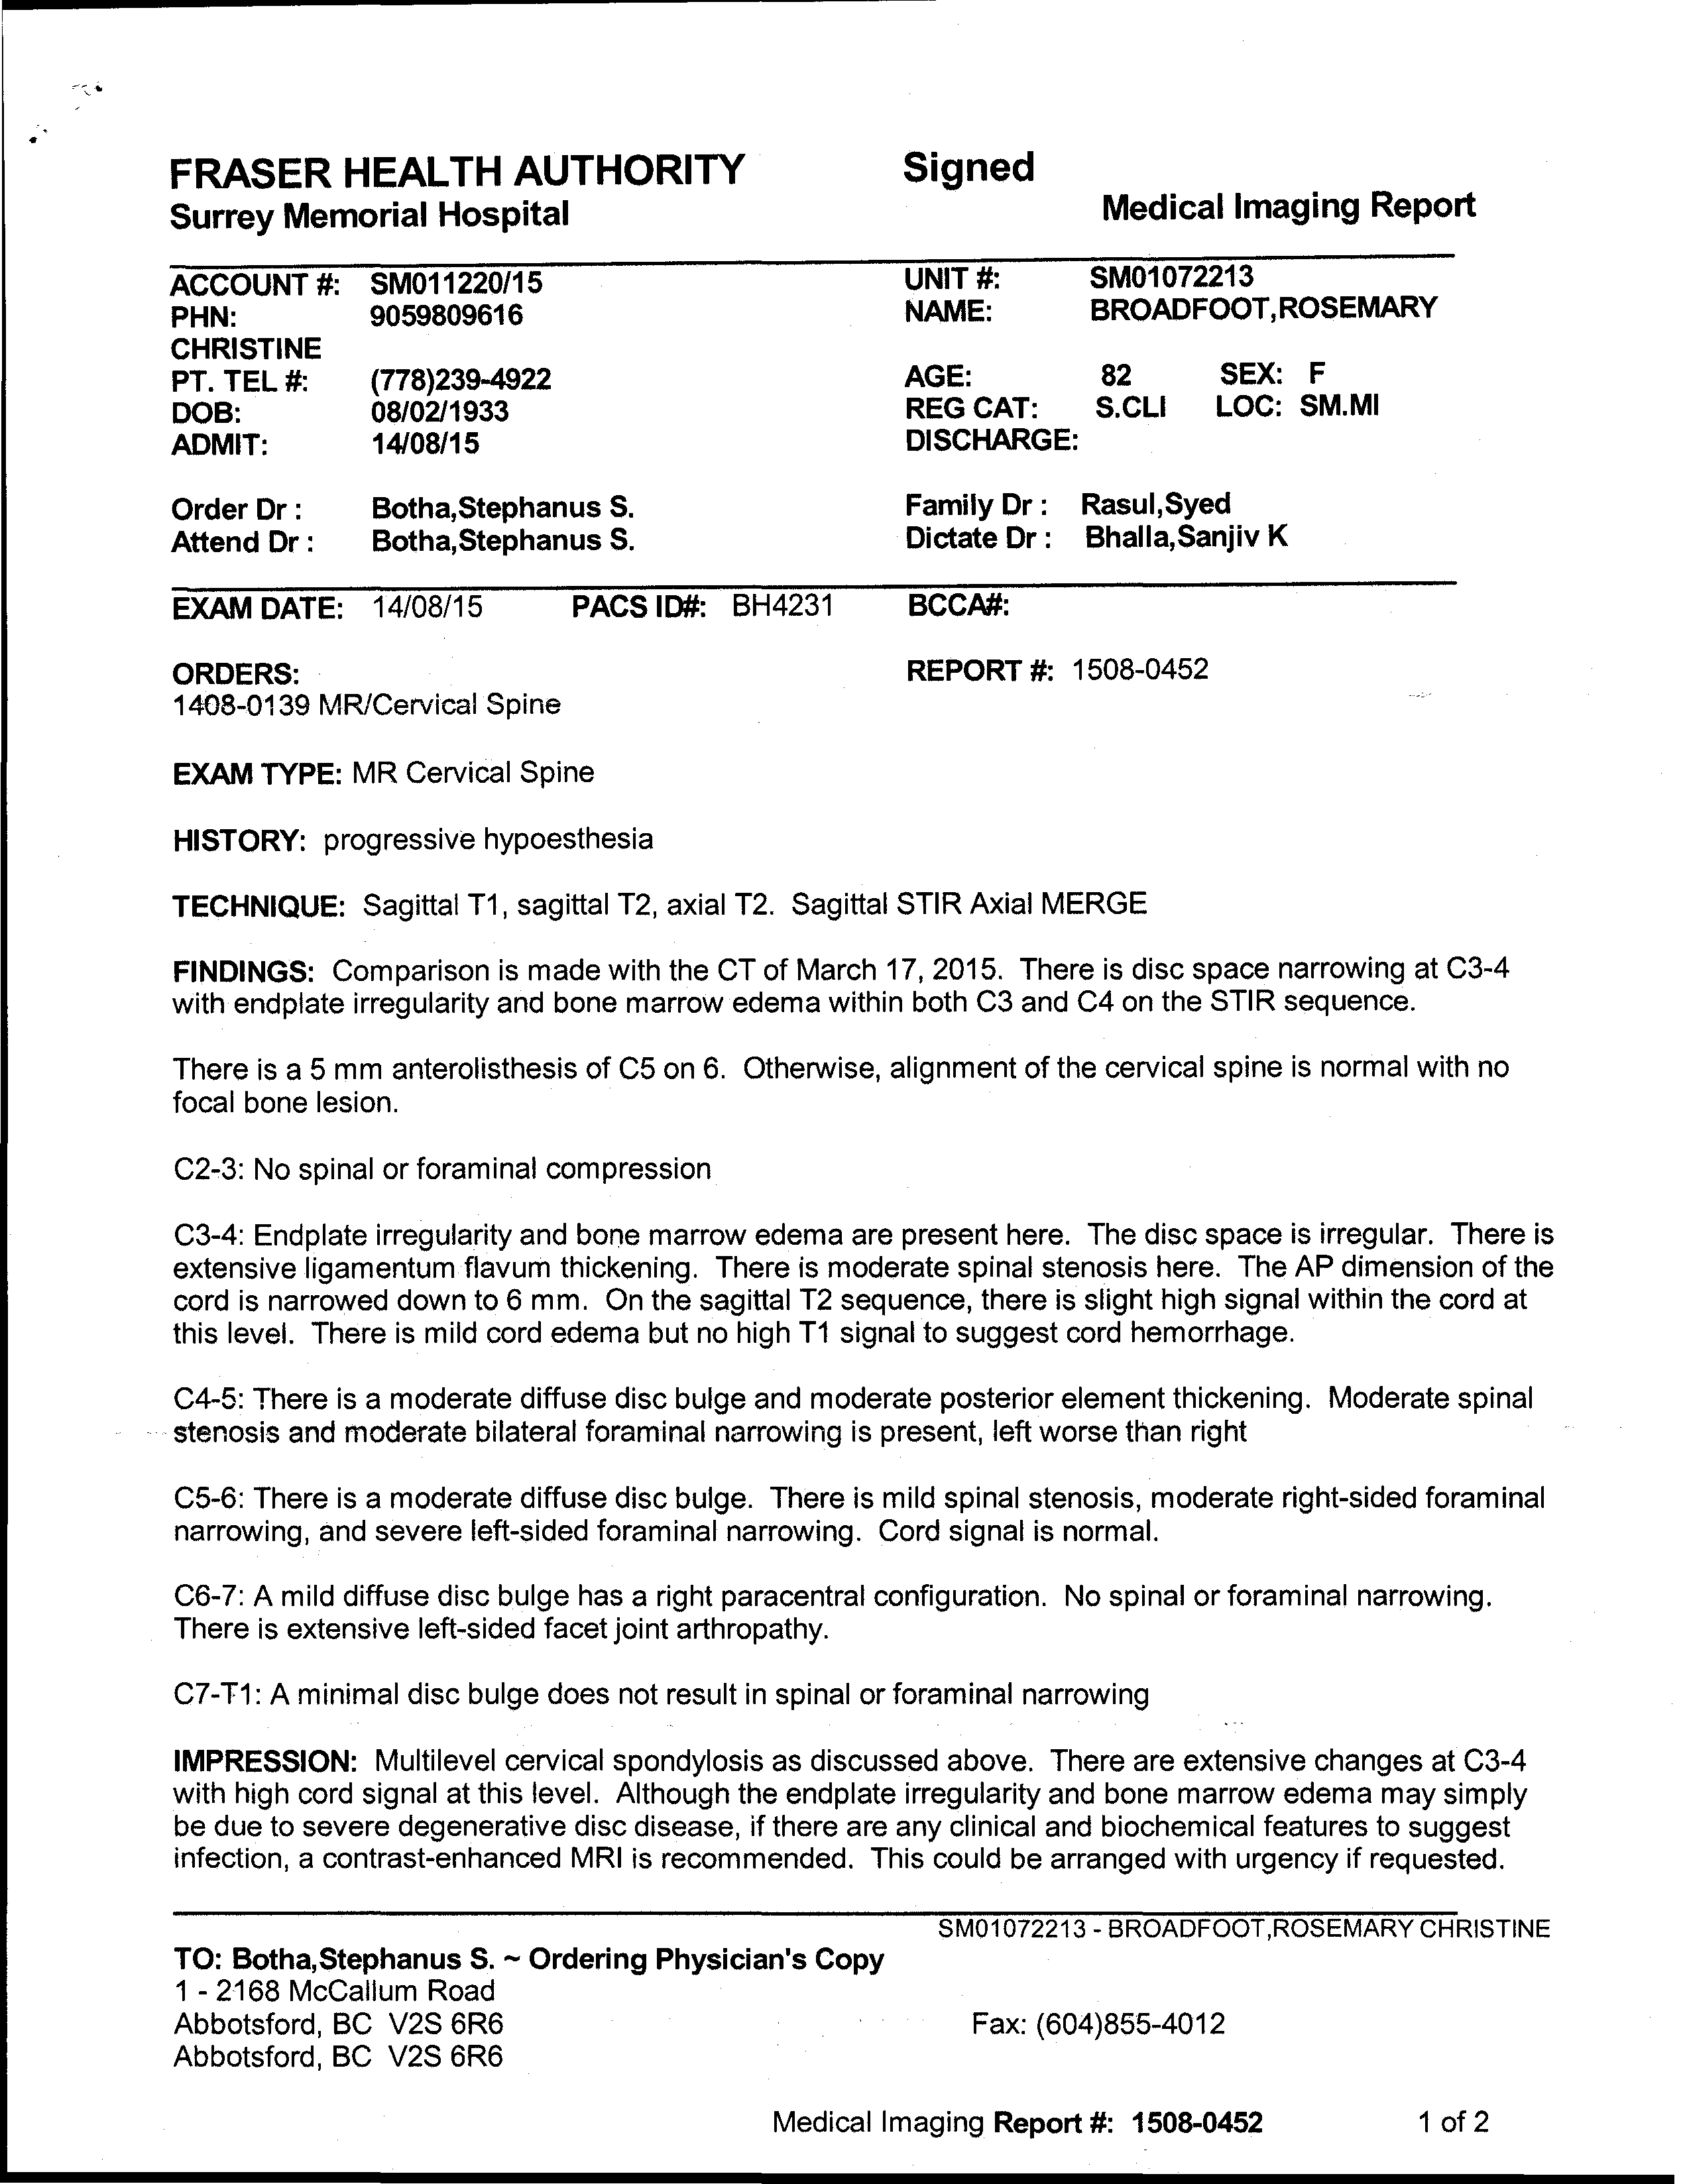 FRASER HEALTH AUTHORITY Signed
Surrey Memorial Hospital Medical Imaging Report
ACCOUNT #: SM011220/15 UNIT #: SM01072213
PHN: 9059809616 NAME: BROADFOOT,ROSEMARY
CHRISTINE
PT. TEL #: (778)239-4922 AGE: 82 SEX: F
DOB: 08/02/1933 REG CAT: S.CLI LOC: SM.MI
ADMIT: 14/08/15 DISCHARGE:
Order Dr : Botha,Stephanus S. Family Dr : Rasul,Syed
Attend Dr : Botha,Stephanus S. Dictate Dr : Bhalla,Sanjiv K
EXAM DATE: 14/08/15 PACS ID#: BH4231 BCCA#:
ORDERS: REPORT #: 1508-0452
1408-0139 MR/Cervical Spine
EXAM TYPE: MR Cervical Spine
HISTORY: progressive hypoesthesia
TECHNIQUE: Sagittal T1, sagittal T2, axial T2. Sagittal STIR Axial MERGE
FINDINGS: Comparison is made with the CT of March 17, 2015. There is disc space narrowing at C3-4
with endplate irregularity and bone marrow edema within both C3 and C4 on the STIR sequence.
There is a 5 mm anterolisthesis of C5 on 6. Otherwise, alignment of the cervical spine is normal with no
focal bone lesion.
C2-3: No spinal or foraminal compression
C3-4: Endplate irregularity and bone marrow edema are present here. The disc space is irregular. There is
extensive ligamentum flavum thickening. There is moderate spinal stenosis here. The AP dimension of the
cord is narrowed down to 6 mm. On the sagittal T2 sequence, there is slight high signal within the cord at
this level. There is mild cord edema but no high T1 signal to suggest cord hemorrhage.
C4-5: There is a moderate diffuse disc bulge and moderate posterior element thickening. Moderate spinal
stenosis and moderate bilateral foraminal narrowing is present, left worse than right
C5-6: There is a moderate diffuse disc bulge. There is mild spinal stenosis, moderate right-sided foraminal
narrowing, and severe left-sided foraminal narrowing. Cord signal is normal.
C6-7: A mild diffuse disc bulge has a right paracentral configuration. No spinal or foraminal narrowing.
There is extensive left-sided facet joint arthropathy.
C7-T1: A minimal disc bulge does not result in spinal or foraminal narrowing
IMPRESSION: Multilevel cervical spondylosis as discussed above. There are extensive changes at C3-4
with high cord signal at this level. Although the endplate irregularity and bone marrow edema may simply
be due to severe degenerative disc disease, if there are any clinical and biochemical features to suggest
infection, a contrast-enhanced MRI is recommended. This could be arranged with urgency if requested.
SM01072213 - BROADFOOT,ROSEMARY CHRISTINE
TO: Botha,Stephanus S. ~ Ordering Physician's Copy
1 - 2168 McCallum Road
Abbotsford, BC V2S 6R6 Fax: (604)855-4012
Abbotsford, BC V2S 6R6
Medical Imaging Report #: 1508-0452 1 of 2